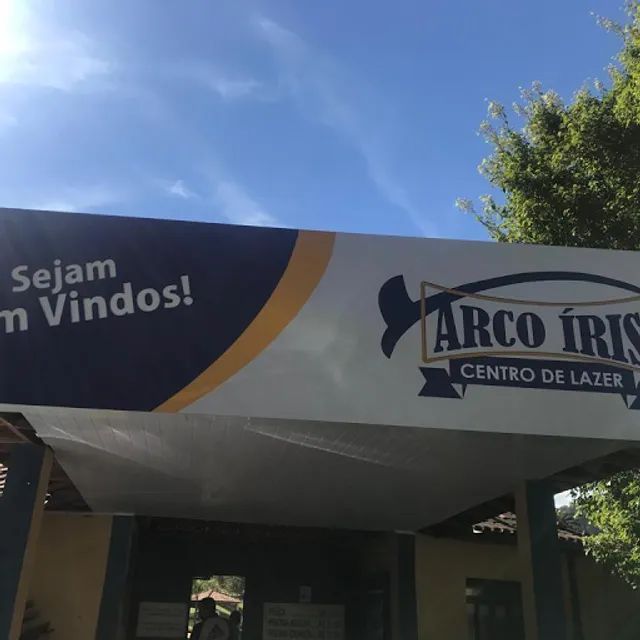 Sejam
m Vindos!
ARCO ÍRIS
CENTRO DE LAZER